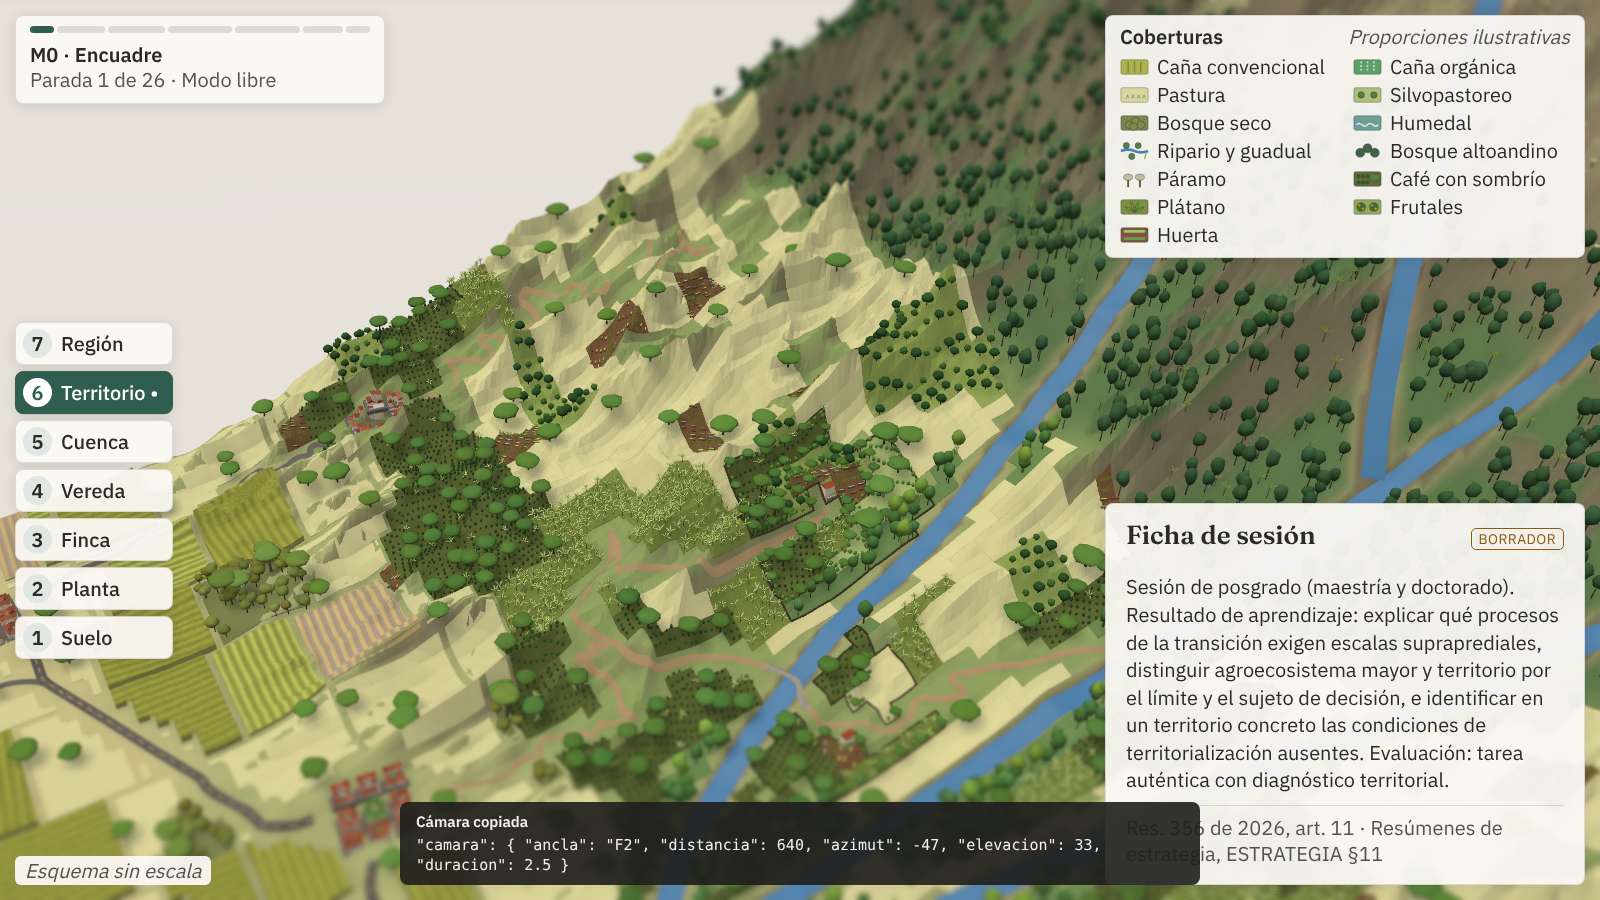 M0 · Encuadre
Parada 1 de 26 · Modo libre
Coberturas
Proporciones ilustrativas
Caña convencional
Caña orgánica
Pastura
Silvopastoreo
Bosque seco
Humedal
Ripario y guadual
Bosque altoandino
Páramo
Café con sombrío
Plátano
Frutales
Huerta
7 Región
6 Territorio •
5 Cuenca
4 Vereda
3 Finca
2 Planta
1 Suelo
Ficha de sesión
BORRADOR
Sesión de posgrado (maestría y doctorado).
Resultado de aprendizaje: explicar qué procesos
de la transición exigen escalas supraprediales,
distinguir agroecosistema mayor y territorio por
el límite y el sujeto de decisión, e identificar en
un territorio concreto las condiciones de
territorialización ausentes. Evaluación: tarea
auténtica con diagnóstico territorial.
Res. 356 de 2026, art. 11 · Resúmenes de
estrategia, ESTRATEGIA §11
Cámara copiada
"camara": { "ancla": "F2", "distancia": 640, "azimut": -47, "elevacion": 33,
"duracion": 2.5 }
Esquema sin escala